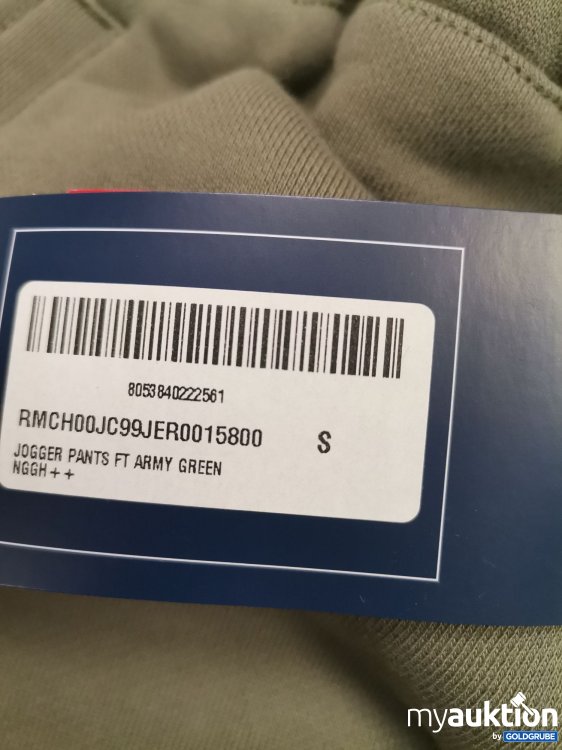 8053840222561
RMCH00JC99JER0015800 S
JOGGER PANTS FT ARMY GREEN
NGGH++
myauktion
by GOLDGRUBE